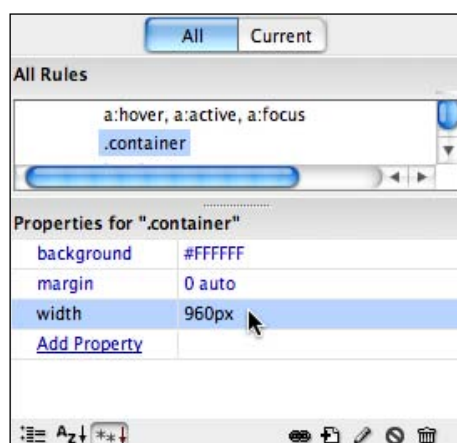 All Current
All Rules
a:hover, a:active, a:focus
.container
Properties for ".container"
background #FFFFFF
margin 0 auto
width 960px
Add Property
AZ↓ **↓